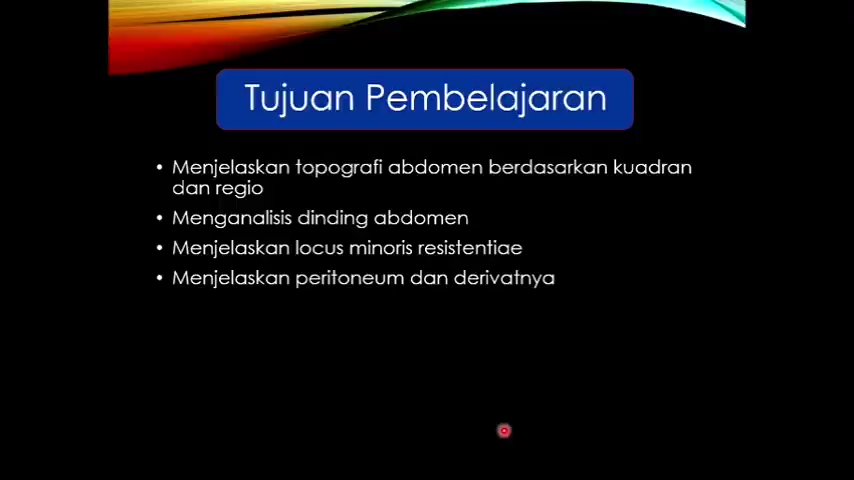 Tujuan Pembelajaran
• Menjelaskan topografi abdomen berdasarkan kuadran
dan regio
• Menganalisis dinding abdomen
• Menjelaskan locus minoris resistentiae
• Menjelaskan peritoneum dan derivatnya